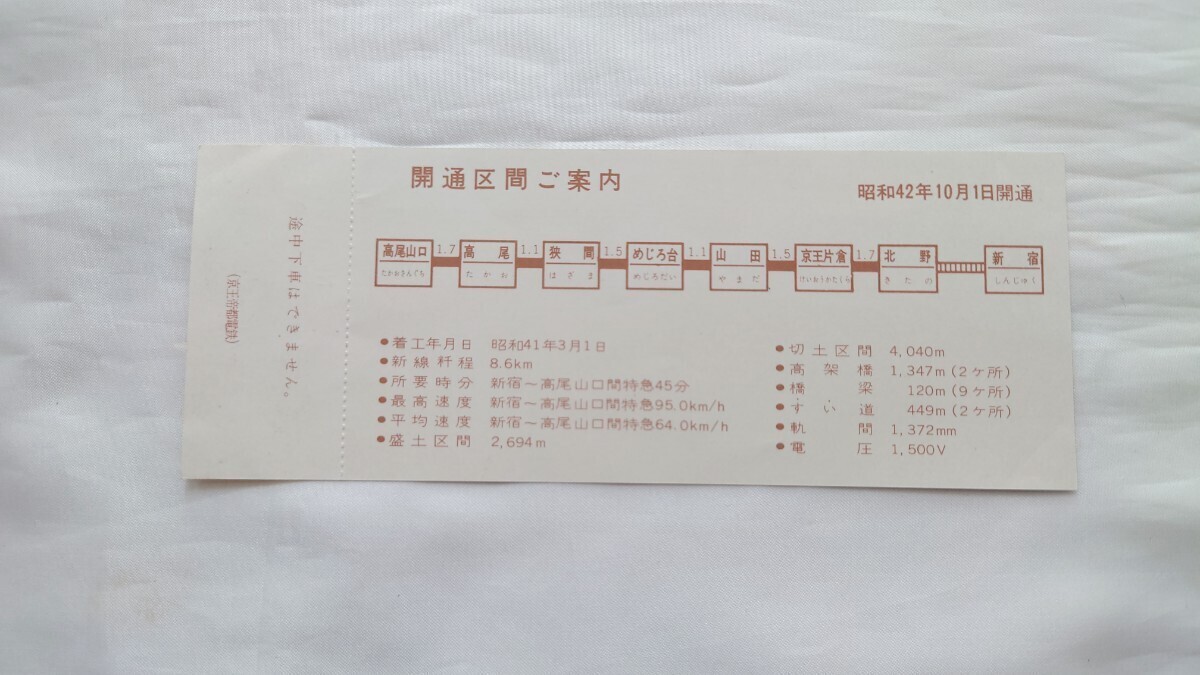 開通区間ご案内
昭和42年10月1日開通
高尾山口 1.7 高尾 1.1 狭間 1.5 めじろ台 1.1 山田 1.5 京王片倉 1.7 北野 新宿
たかおさんぐち たかお はざま めじろだい やまだ けいおうかたくら きたの しんじゅく
●着工年月日 昭和41年3月1日
●新線粁程 8.6km
●所要時分 新宿～高尾山口間特急45分
●最高速度 新宿～高尾山口間特急95.0km/h
●平均速度 新宿～高尾山口間特急64.0km/h
●盛土区間 2,694m
●切土区間 4,040m
●高架橋 1,347m(2ヶ所)
●橋梁 120m(9ヶ所)
●すい道 449m(2ヶ所)
●軌間 1,372mm
●電圧 1,500V
途中下車はできません。
(京王帝都電鉄)